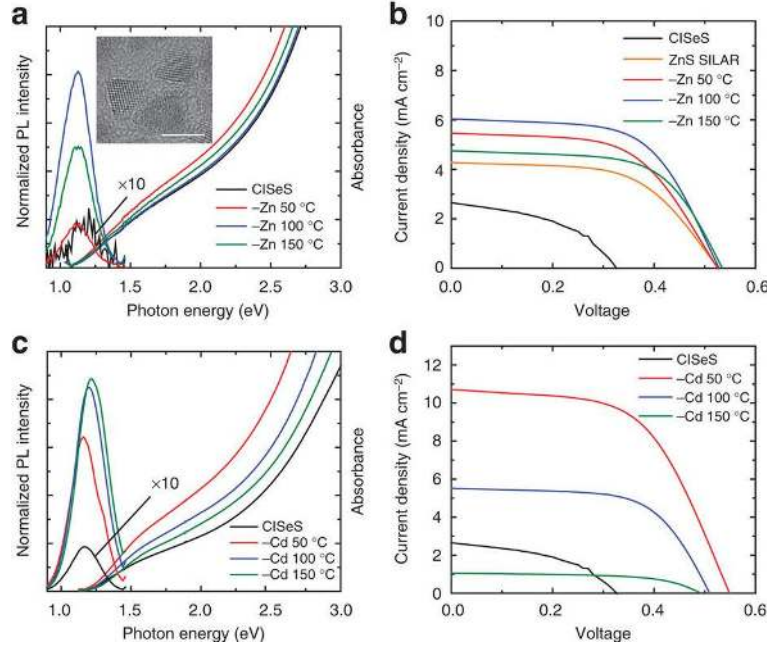 a
Normalized PL intensity
Absorbance
×10
CISeS
–Zn 50 °C
–Zn 100 °C
–Zn 150 °C
1.0 1.5 2.0 2.5 3.0
Photon energy (eV)
b
Current density (mA cm⁻²)
10
8
6
4
2
0
CISeS
ZnS SILAR
–Zn 50 °C
–Zn 100 °C
–Zn 150 °C
0.0 0.2 0.4 0.6
Voltage
c
Normalized PL intensity
Absorbance
×10
CISeS
–Cd 50 °C
–Cd 100 °C
–Cd 150 °C
1.0 1.5 2.0 2.5 3.0
Photon energy (eV)
d
Current density (mA cm⁻²)
12
10
8
6
4
2
0
CISeS
–Cd 50 °C
–Cd 100 °C
–Cd 150 °C
0.0 0.2 0.4 0.6
Voltage